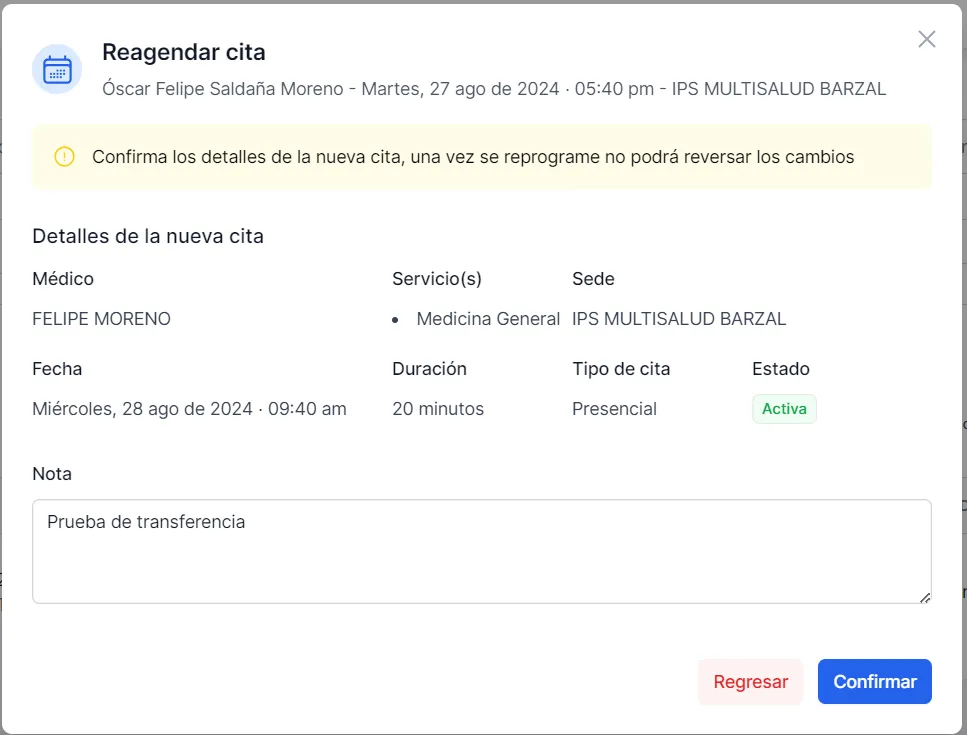 Reagendar cita
Óscar Felipe Saldaña Moreno - Martes, 27 ago de 2024 · 05:40 pm - IPS MULTISALUD BARZAL
Confirma los detalles de la nueva cita, una vez se reprograme no podrá reversar los cambios
Detalles de la nueva cita
Médico Servicio(s) Sede
FELIPE MORENO • Medicina General IPS MULTISALUD BARZAL
Fecha Duración Tipo de cita Estado
Miércoles, 28 ago de 2024 · 09:40 am 20 minutos Presencial Activa
Nota
Prueba de transferencia
Regresar Confirmar